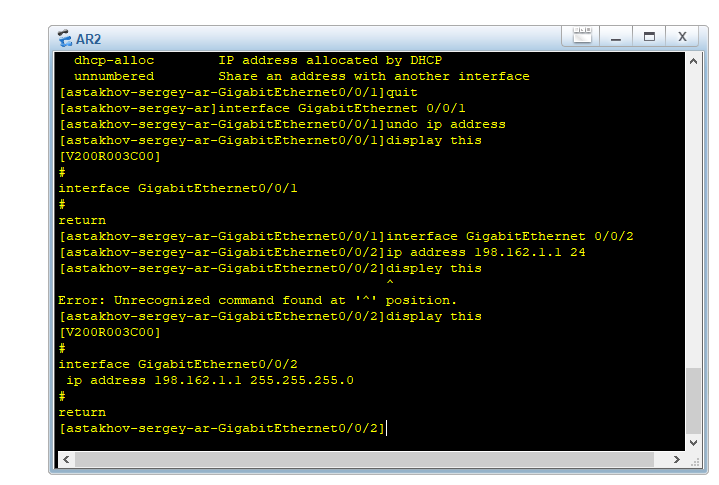 AR2
dhcp-alloc IP address allocated by DHCP
unnumbered Share an address with another interface
[astakhov-sergey-ar-GigabitEthernet0/0/1]quit
[astakhov-sergey-ar]interface GigabitEthernet 0/0/1
[astakhov-sergey-ar-GigabitEthernet0/0/1]undo ip address
[astakhov-sergey-ar-GigabitEthernet0/0/1]display this
[V200R003C00]
#
interface GigabitEthernet0/0/1
#
return
[astakhov-sergey-ar-GigabitEthernet0/0/1]interface GigabitEthernet 0/0/2
[astakhov-sergey-ar-GigabitEthernet0/0/2]ip address 198.162.1.1 24
[astakhov-sergey-ar-GigabitEthernet0/0/2]displey this
^
Error: Unrecognized command found at '^' position.
[astakhov-sergey-ar-GigabitEthernet0/0/2]display this
[V200R003C00]
#
interface GigabitEthernet0/0/2
ip address 198.162.1.1 255.255.255.0
#
return
[astakhov-sergey-ar-GigabitEthernet0/0/2]